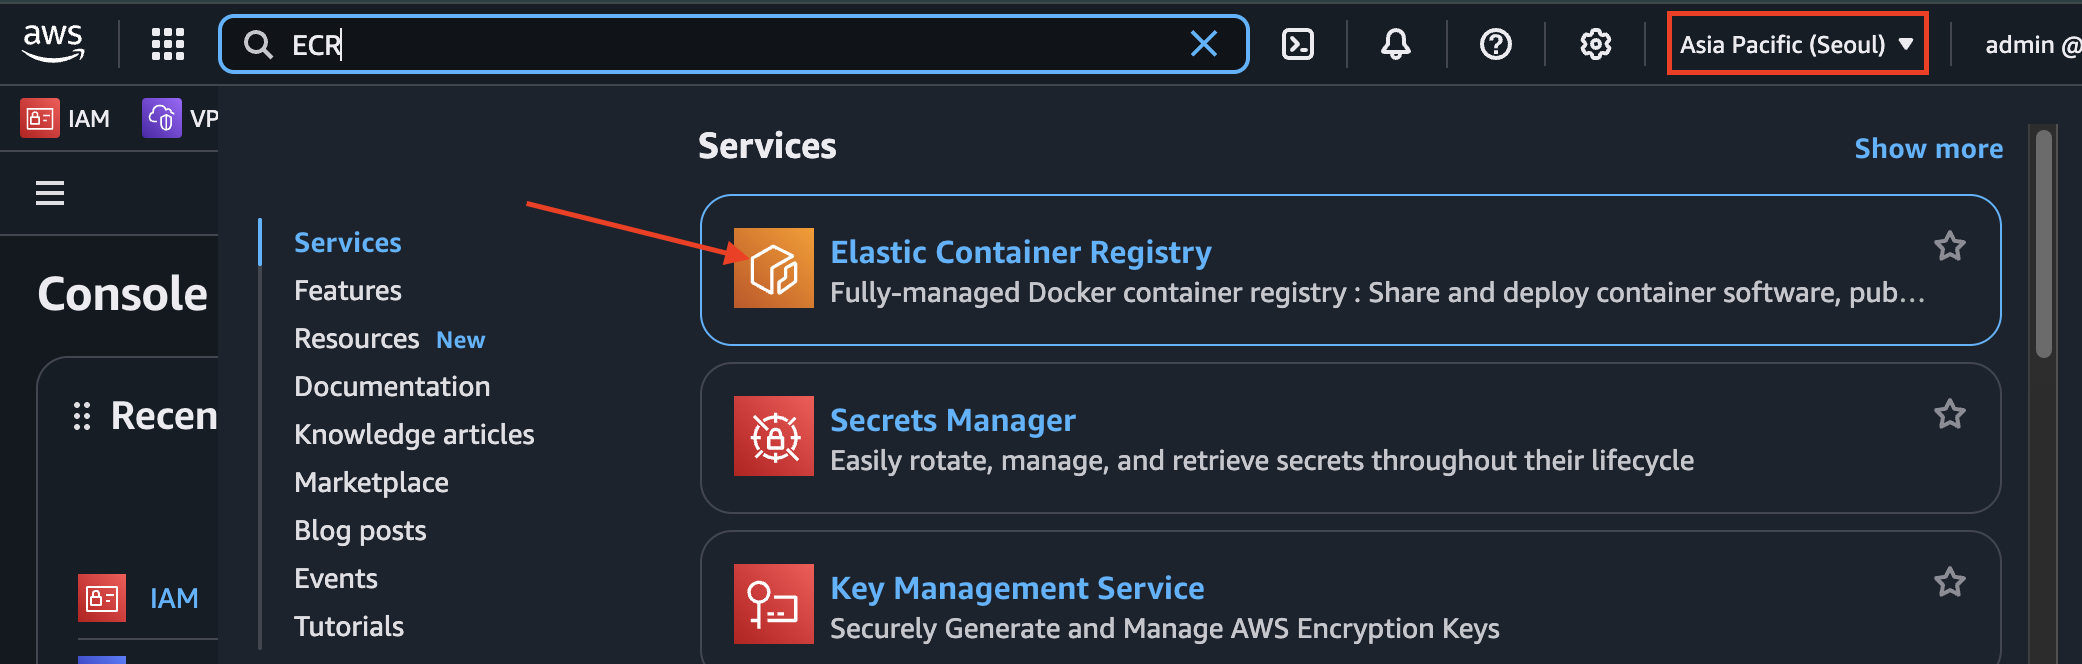 aws
ECR
Asia Pacific (Seoul)
admin @
IAM
VP
Services
Show more
Services
Features
Resources New
Documentation
Knowledge articles
Marketplace
Blog posts
Events
Tutorials
Console
Recen
IAM
Elastic Container Registry
Fully-managed Docker container registry : Share and deploy container software, pub...
Secrets Manager
Easily rotate, manage, and retrieve secrets throughout their lifecycle
Key Management Service
Securely Generate and Manage AWS Encryption Keys